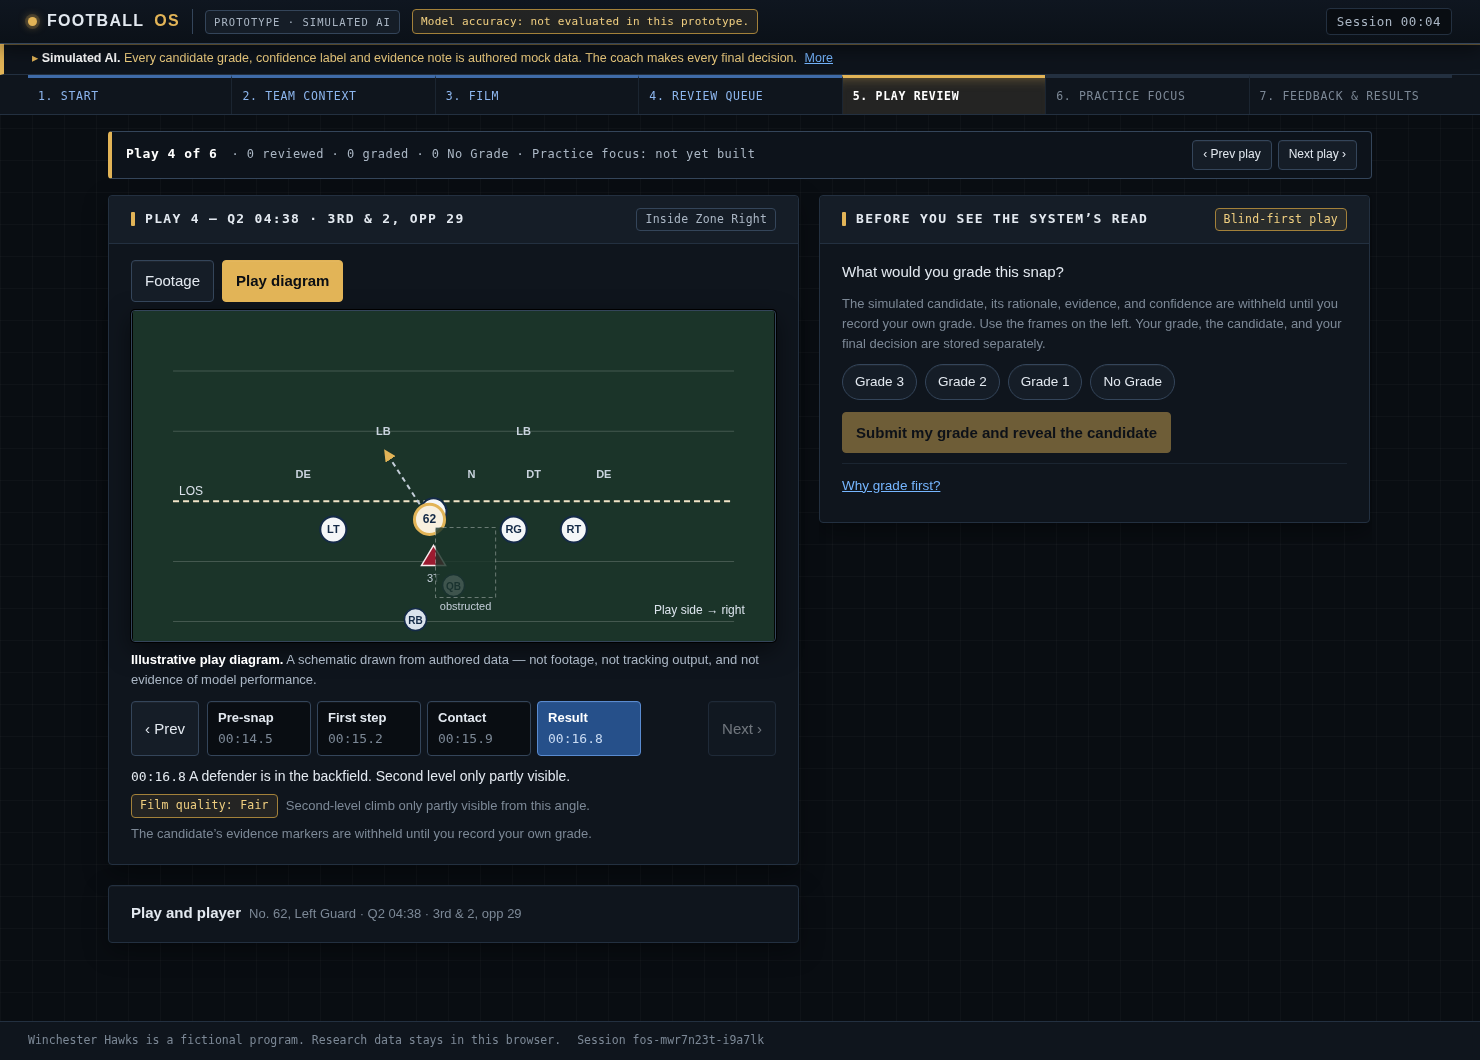 FOOTBALL OS PROTOTYPE · SIMULATED AI Model accuracy: not evaluated in this prototype. Session 00:04
▸ Simulated AI. Every candidate grade, confidence label and evidence note is authored mock data. The coach makes every final decision. More
1. START 2. TEAM CONTEXT 3. FILM 4. REVIEW QUEUE 5. PLAY REVIEW 6. PRACTICE FOCUS 7. FEEDBACK & RESULTS
Play 4 of 6 · 0 reviewed · 0 graded · 0 No Grade · Practice focus: not yet built ‹ Prev play Next play ›
PLAY 4 — Q2 04:38 · 3RD & 2, OPP 29 Inside Zone Right
Footage Play diagram
LB LB
DE N DT DE
LOS
62
LT RG RT
QB
obstructed
Play side → right
RB
Illustrative play diagram. A schematic drawn from authored data — not footage, not tracking output, and not
evidence of model performance.
‹ Prev
Pre-snap
00:14.5
First step
00:15.2
Contact
00:15.9
Result
00:16.8
Next ›
00:16.8 A defender is in the backfield. Second level only partly visible.
Film quality: Fair Second-level climb only partly visible from this angle.
The candidate’s evidence markers are withheld until you record your own grade.
Play and player No. 62, Left Guard · Q2 04:38 · 3rd & 2, opp 29
BEFORE YOU SEE THE SYSTEM’S READ Blind-first play
What would you grade this snap?
The simulated candidate, its rationale, evidence, and confidence are withheld until you
record your own grade. Use the frames on the left. Your grade, the candidate, and your
final decision are stored separately.
Grade 3 Grade 2 Grade 1 No Grade
Submit my grade and reveal the candidate
Why grade first?
Winchester Hawks is a fictional program. Research data stays in this browser. Session fos-mwr7n23t-i9a7lk